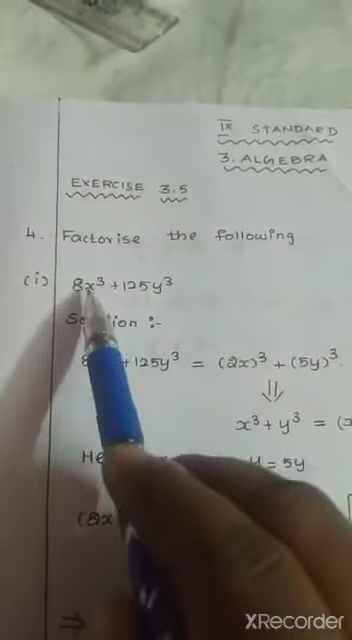 IX STANDARD
3. ALGEBRA
EXERCISE 3.5
4. Factorise the following
(i) 8x³ + 125y³
:-
+ 125y³ = (2x)³ + (5y)³
⇓
x³ + y³ = (x
= 5y
⇒
XRecorder